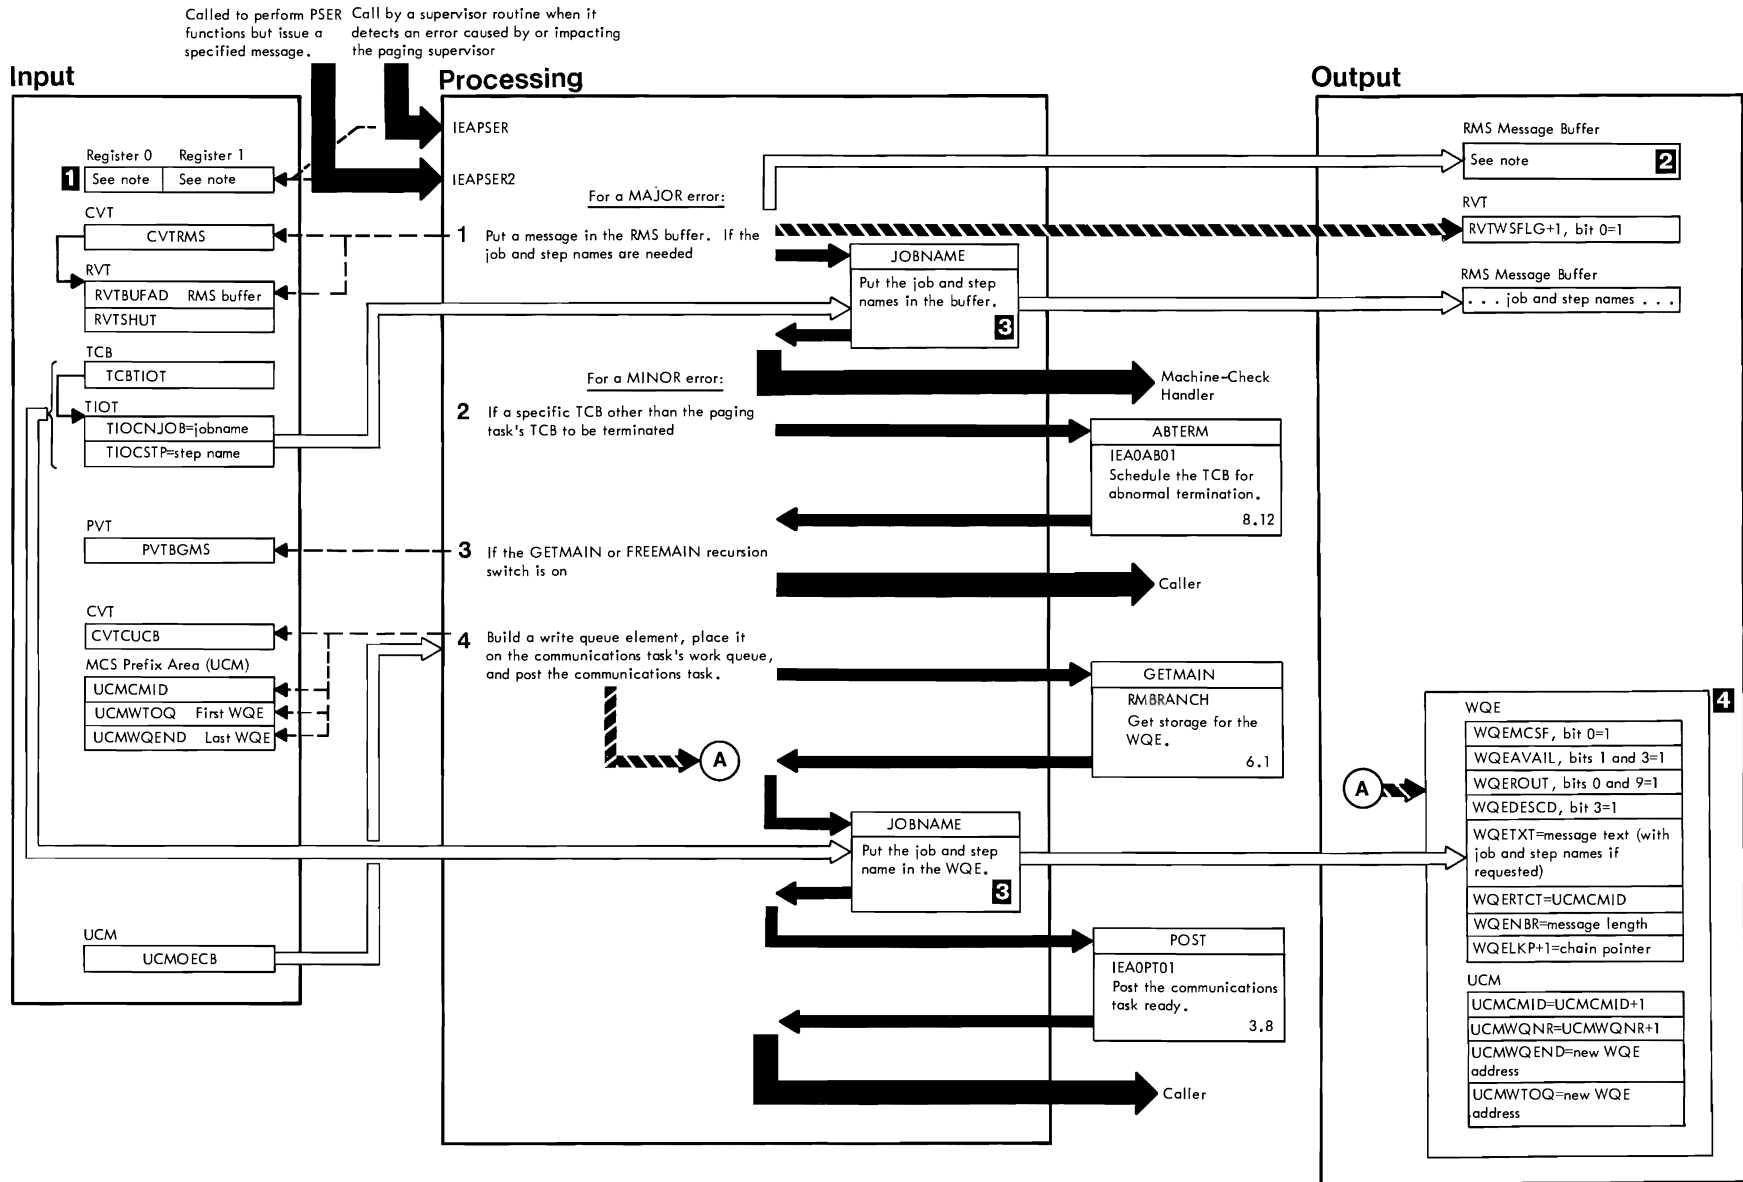 Called to perform PSER
functions but issue a
specified message.
Call by a supervisor routine when it
detects an error caused by or impacting
the paging supervisor
Input
Processing
Output
IEAPSER
IEAPSER2
Register 0 Register 1
1 See note See note
CVT
CVTRMS
RVT
RVTBUFAD RMS buffer
RVTSHUT
TCB
TCBTIOT
TIOT
TIOCNJOB=jobname
TIOCSTP=step name
PVT
PVTBGMS
CVT
CVTCUCB
MCS Prefix Area (UCM)
UCMCMID
UCMWTOQ First WQE
UCMWQEND Last WQE
UCM
UCMOECB
For a MAJOR error:
1 Put a message in the RMS buffer. If the
job and step names are needed
JOBNAME
Put the job and step
names in the buffer.
3
Machine-Check
Handler
For a MINOR error:
2 If a specific TCB other than the paging
task's TCB to be terminated
ABTERM
IEA0AB01
Schedule the TCB for
abnormal termination.
8.12
3 If the GETMAIN or FREEMAIN recursion
switch is on
Caller
4 Build a write queue element, place it
on the communications task's work queue,
and post the communications task.
A
GETMAIN
RMBRANCH
Get storage for the
WQE.
6.1
JOBNAME
Put the job and step
name in the WQE.
3
POST
IEA0PT01
Post the communications
task ready.
3.8
Caller
RMS Message Buffer
See note 2
RVT
RVTWSFLG+1, bit 0=1
RMS Message Buffer
. . . job and step names . . .
4
A
WQE
WQEMCSF, bit 0=1
WQEAVAIL, bits 1 and 3=1
WQEROUT, bits 0 and 9=1
WQEDESCD, bit 3=1
WQETXT=message text (with
job and step names if
requested)
WQERTCT=UCMCMID
WQENBR=message length
WQELKP+1=chain pointer
UCM
UCMCMID=UCMCMID+1
UCMWQNR=UCMWQNR+1
UCMWQEND=new WQE
address
UCMWTOQ=new WQE
address